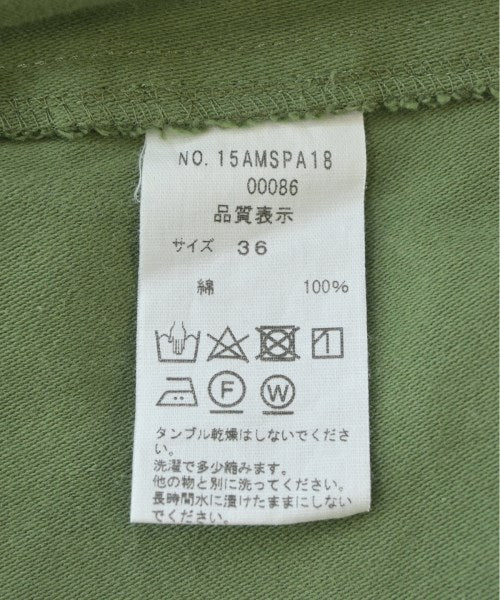 NO. 15AMSPA18
00086
品質表示
サイズ 36
綿 100%
F W
タンブル乾燥はしないでくださ
い。
洗濯で多少縮みます。
他の物と別に洗ってください。
長時間水に漬けたままにしない
でください。